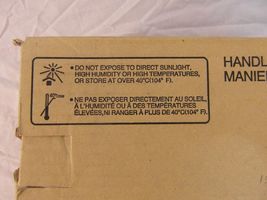 • DO NOT EXPOSE TO DIRECT SUNLIGHT,
HIGH HUMIDITY OR HIGH TEMPERATURES,
OR STORE AT OVER 40°C(104° F).
• NE PAS EXPOSER DIRECTEMENT AU SOLEIL,
À L'HUMIDITÉ OU À DES TEMPÉRATURES
ÉLEVÉES,NI RANGER À PLUS DE 40°C(104° F).
HANDL
MANIE